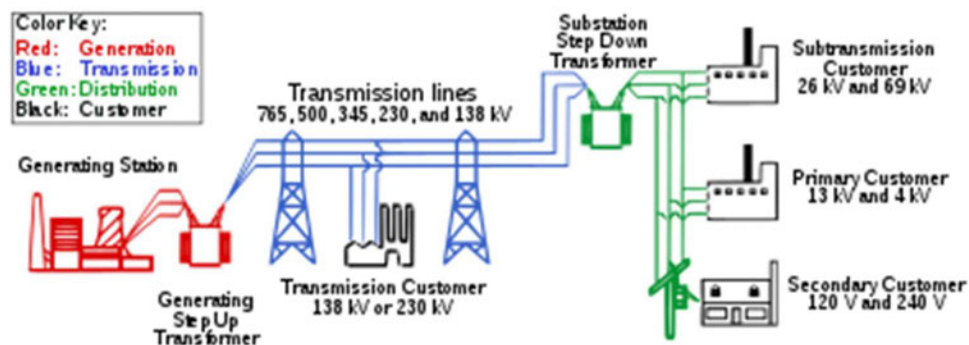 Color Key:
Red: Generation
Blue: Transmission
Green: Distribution
Black: Customer
Generating Station
Generating
Step Up
Transformer
Transmission lines
765, 500, 345, 230, and 138 kV
Transmission Customer
138 kV or 230 kV
Substation
Step Down
Transformer
Subtransmission
Customer
26 kV and 69 kV
Primary Customer
13 kV and 4 kV
Secondary Customer
120 V and 240 V